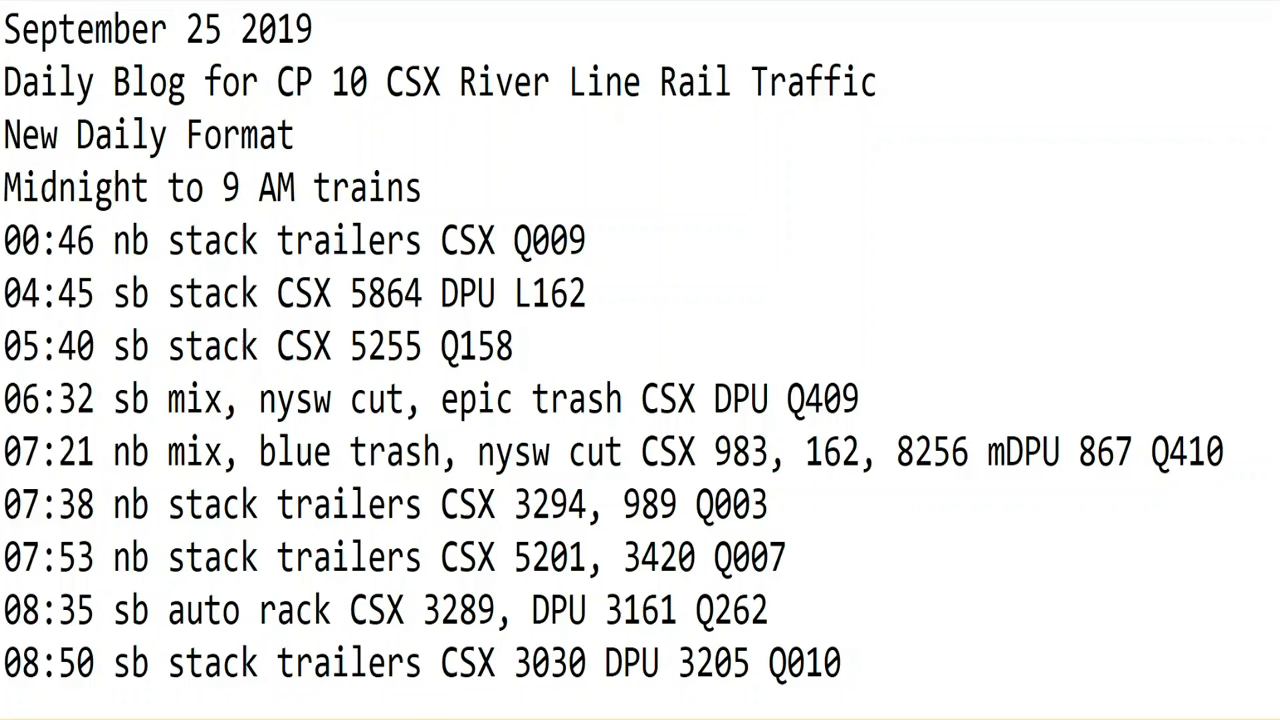 September 25 2019
Daily Blog for CP 10 CSX River Line Rail Traffic
New Daily Format
Midnight to 9 AM trains
00:46 nb stack trailers CSX Q009
04:45 sb stack CSX 5864 DPU L162
05:40 sb stack CSX 5255 Q158
06:32 sb mix, nysw cut, epic trash CSX DPU Q409
07:21 nb mix, blue trash, nysw cut CSX 983, 162, 8256 mDPU 867 Q410
07:38 nb stack trailers CSX 3294, 989 Q003
07:53 nb stack trailers CSX 5201, 3420 Q007
08:35 sb auto rack CSX 3289, DPU 3161 Q262
08:50 sb stack trailers CSX 3030 DPU 3205 Q010